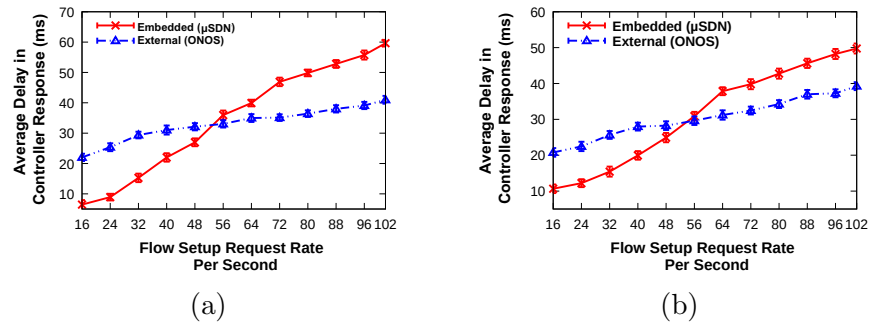 Average Delay in
Controller Response (ms)
70
60
50
40
30
20
10
Embedded (µSDN)
External (ONOS)
16 24 32 40 48 56 64 72 80 88 96 102
Flow Setup Request Rate
Per Second
(a)
Average Delay in
Controller Response (ms)
60
50
40
30
20
10
Embedded (µSDN)
External (ONOS)
16 24 32 40 48 56 64 72 80 88 96 102
Flow Setup Request Rate
Per Second
(b)